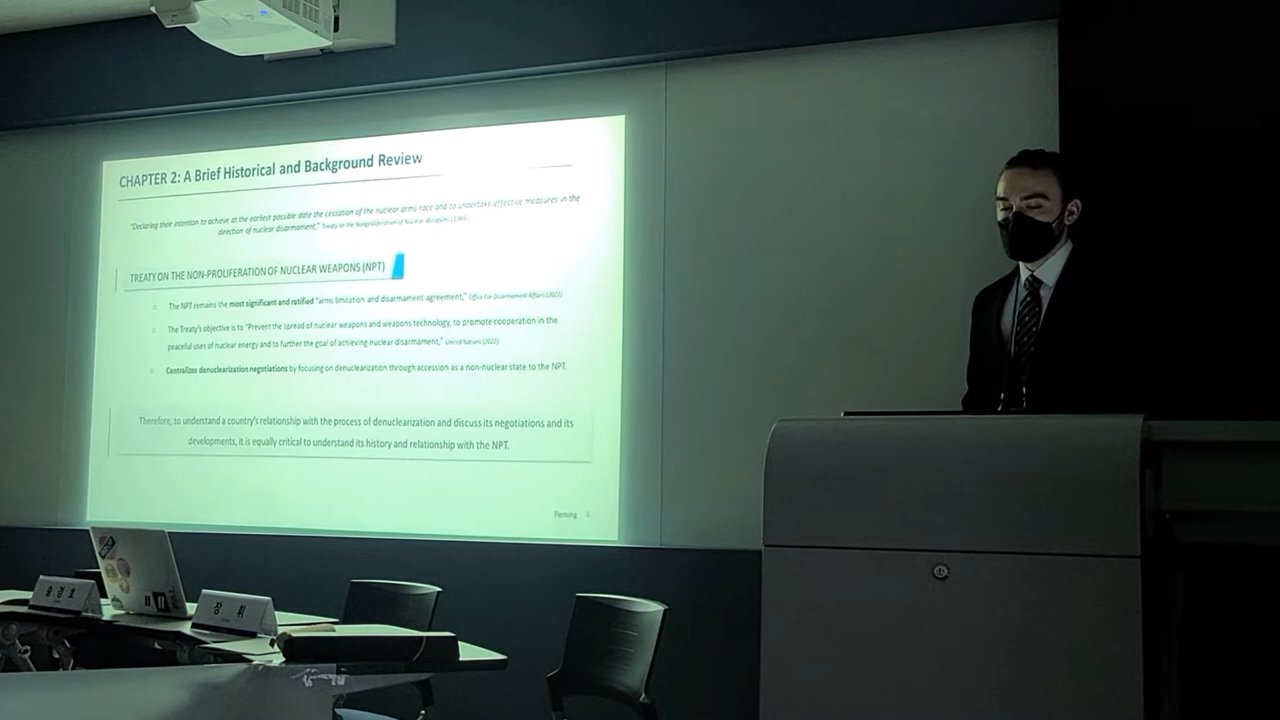 CHAPTER 2: A Brief Historical and Background Review
"Declaring their intention to achieve at the earliest possible date the cessation of the nuclear arms race and to undertake effective measures in the
direction of nuclear disarmament," Treaty on the Nonproliferation of Nuclear Weapons
TREATY ON THE NON-PROLIFERATION OF NUCLEAR WEAPONS (NPT)
The NPT remains the most significant and ratified "arms limitation and disarmament agreement," Office For Disarmament Affairs (2022)
The Treaty's objective is to "Prevent the spread of nuclear weapons and weapons technology, to promote cooperation in the
peaceful uses of nuclear energy and to further the goal of achieving nuclear disarmament," United Nations (2022)
Centralizes denuclearization negotiations by focusing on denuclearization through accession as a non-nuclear state to the NPT.
Therefore, to understand a country's relationship with the process of denuclearization and discuss its negotiations and its
developments, it is equally critical to understand its history and relationship with the NPT.
Fleming